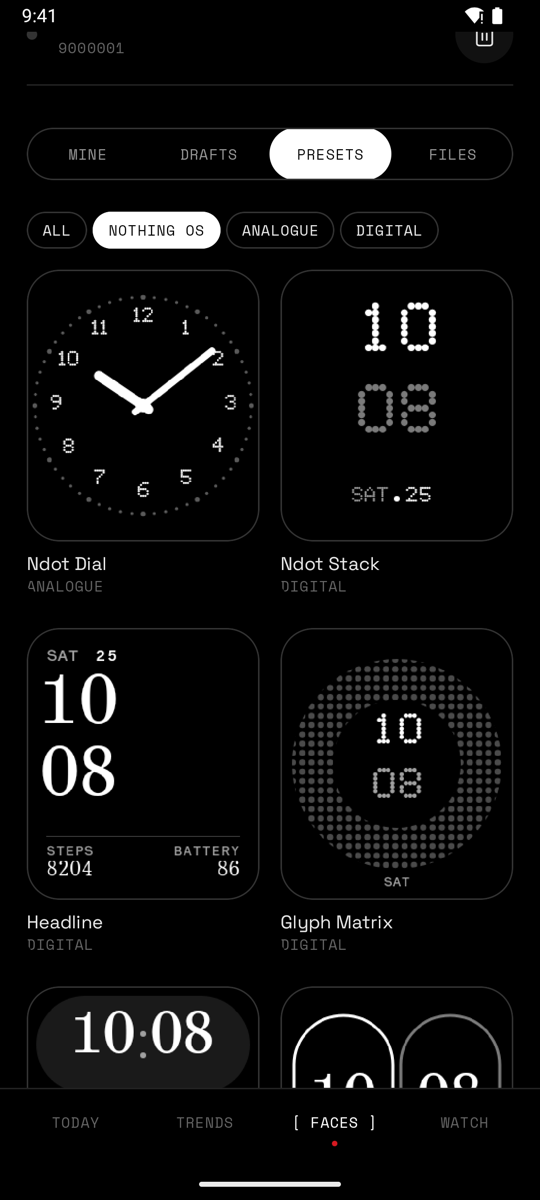 9:41
9000001
MINE DRAFTS PRESETS FILES
ALL NOTHING OS ANALOGUE DIGITAL
12
11 1
10 2
9 3
8 4
7 5
6
10
08
SAT.25
Ndot Dial
ANALOGUE
Ndot Stack
DIGITAL
SAT 25
10
08
STEPS BATTERY
8204 86
10
08
SAT
Headline
DIGITAL
Glyph Matrix
DIGITAL
10:08
10 08
TODAY TRENDS [ FACES ] WATCH